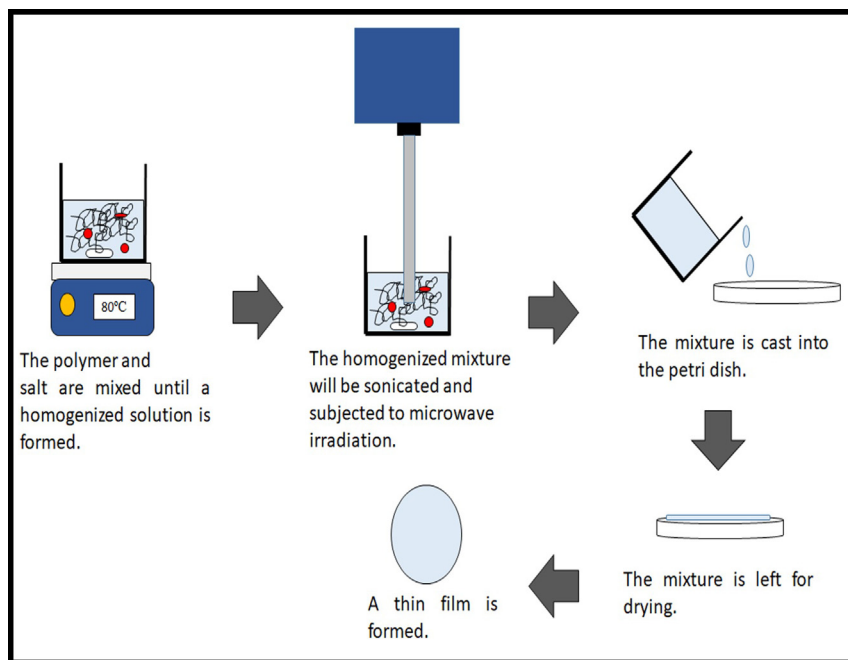 80℃
The polymer and
salt are mixed until a
homogenized solution is
formed.
The homogenized mixture
will be sonicated and
subjected to microwave
irradiation.
The mixture is cast into
the petri dish.
The mixture is left for
drying.
A thin film is
formed.